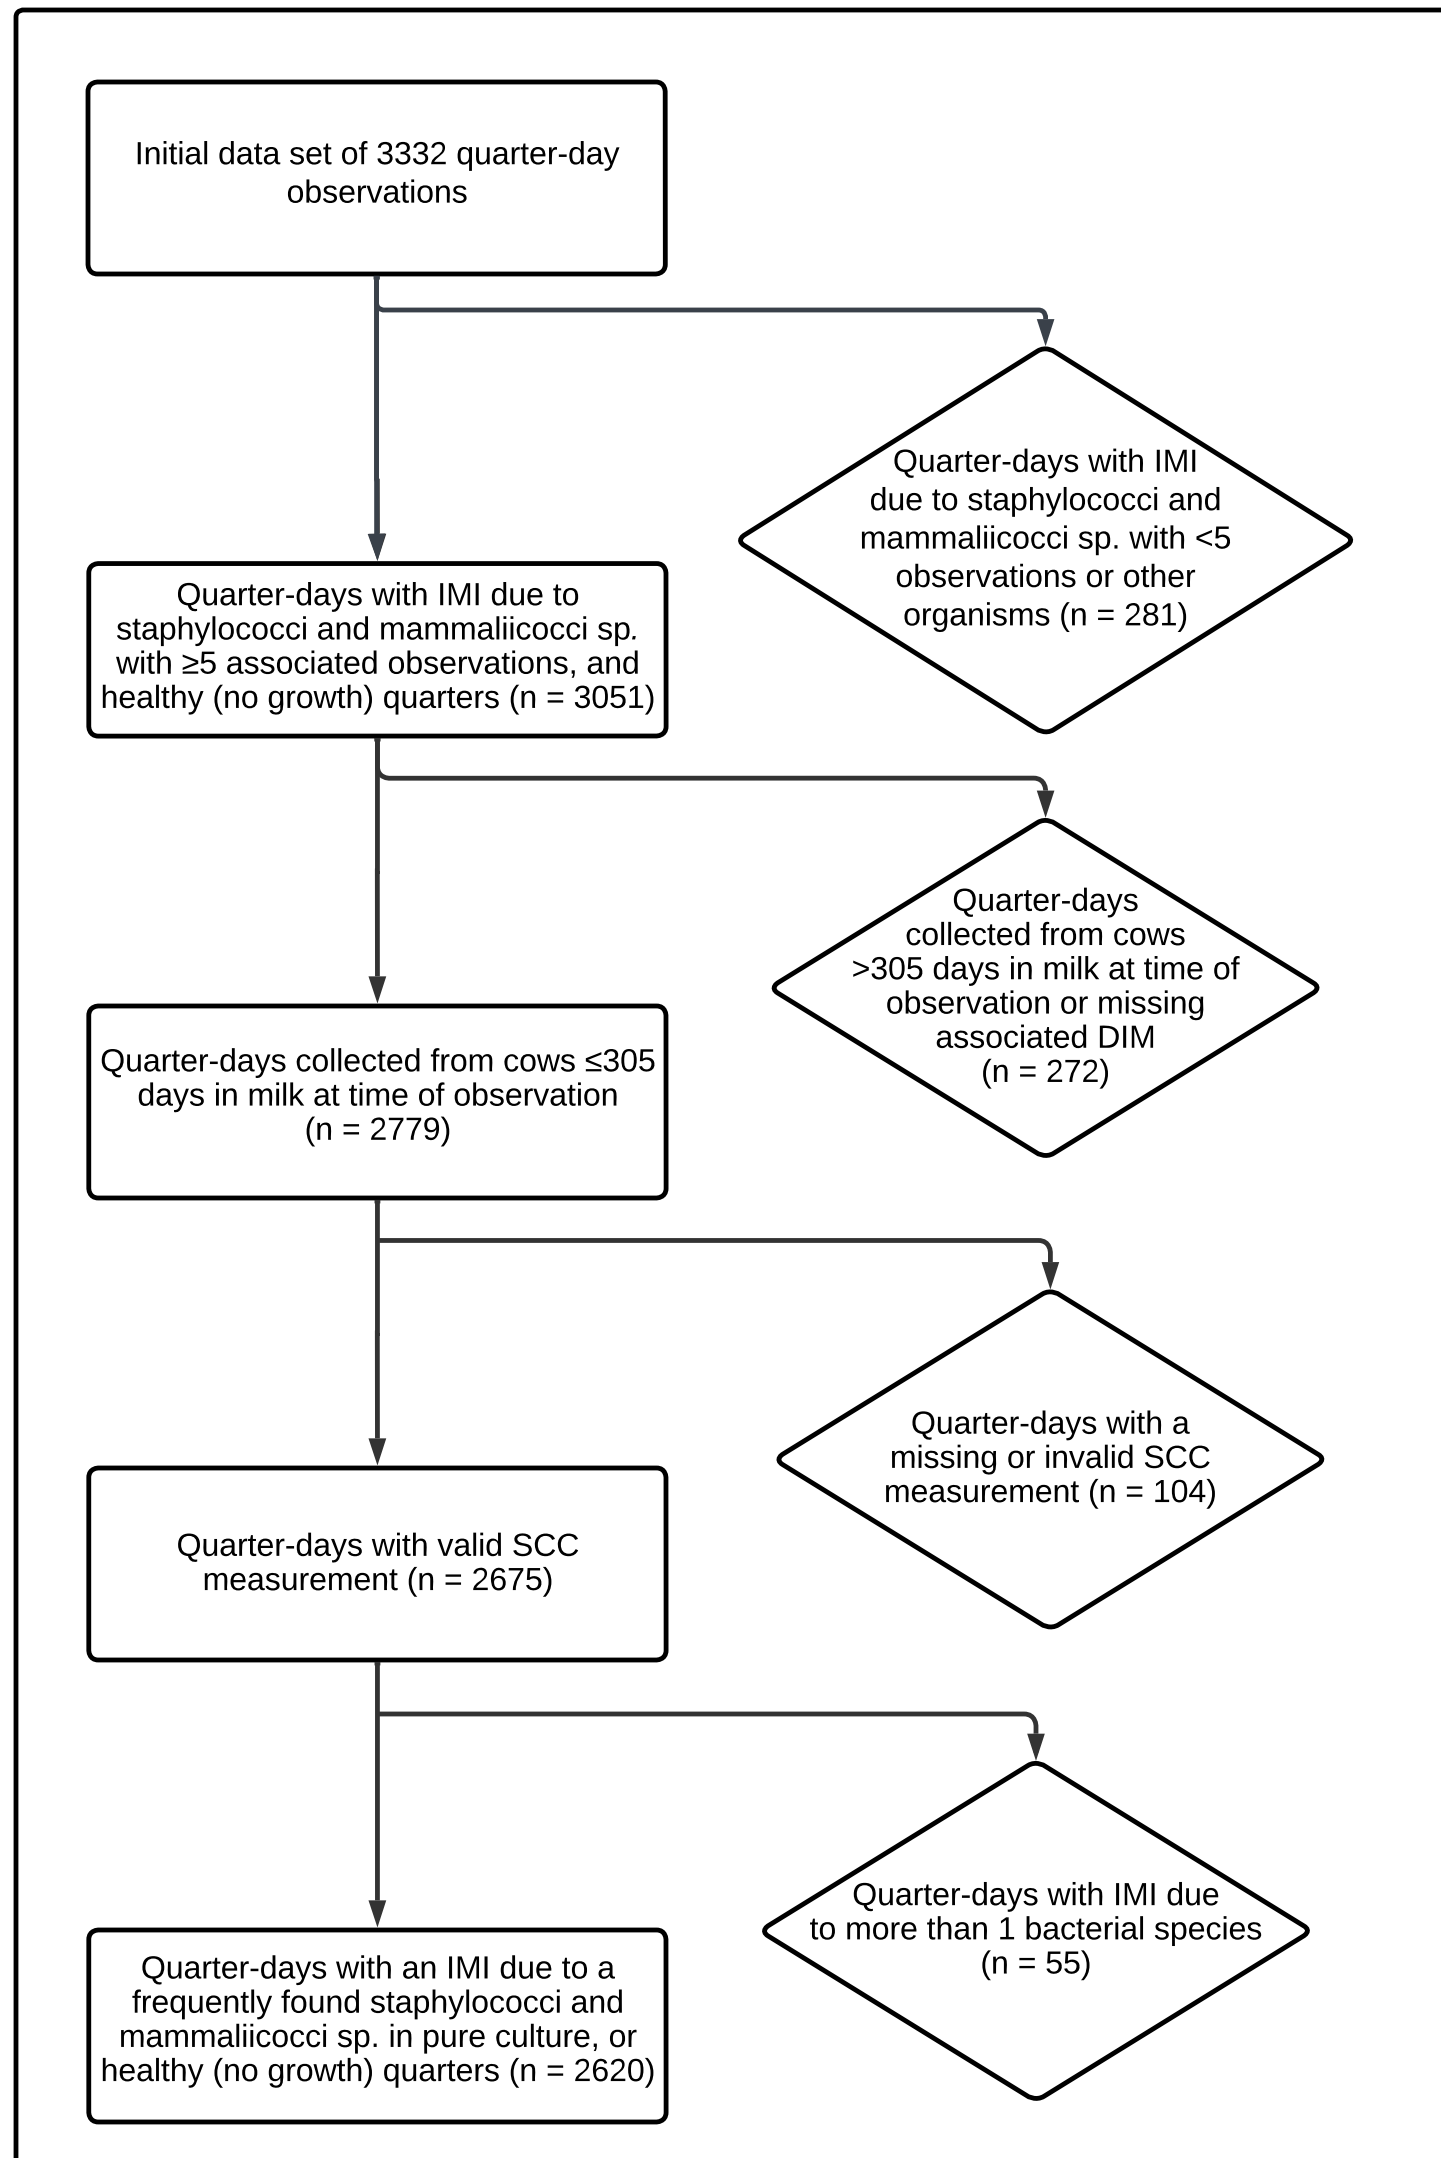 Initial data set of 3332 quarter-day
observations
Quarter-days with IMI
due to staphylococci and
mammaliicocci sp. with <5
observations or other
organisms (n = 281)
Quarter-days with IMI due to
staphylococci and mammaliicocci sp.
with ≥5 associated observations, and
healthy (no growth) quarters (n = 3051)
Quarter-days
collected from cows
>305 days in milk at time of
observation or missing
associated DIM
(n = 272)
Quarter-days collected from cows ≤305
days in milk at time of observation
(n = 2779)
Quarter-days with a
missing or invalid SCC
measurement (n = 104)
Quarter-days with valid SCC
measurement (n = 2675)
Quarter-days with IMI due
to more than 1 bacterial species
(n = 55)
Quarter-days with an IMI due to a
frequently found staphylococci and
mammaliicocci sp. in pure culture, or
healthy (no growth) quarters (n = 2620)